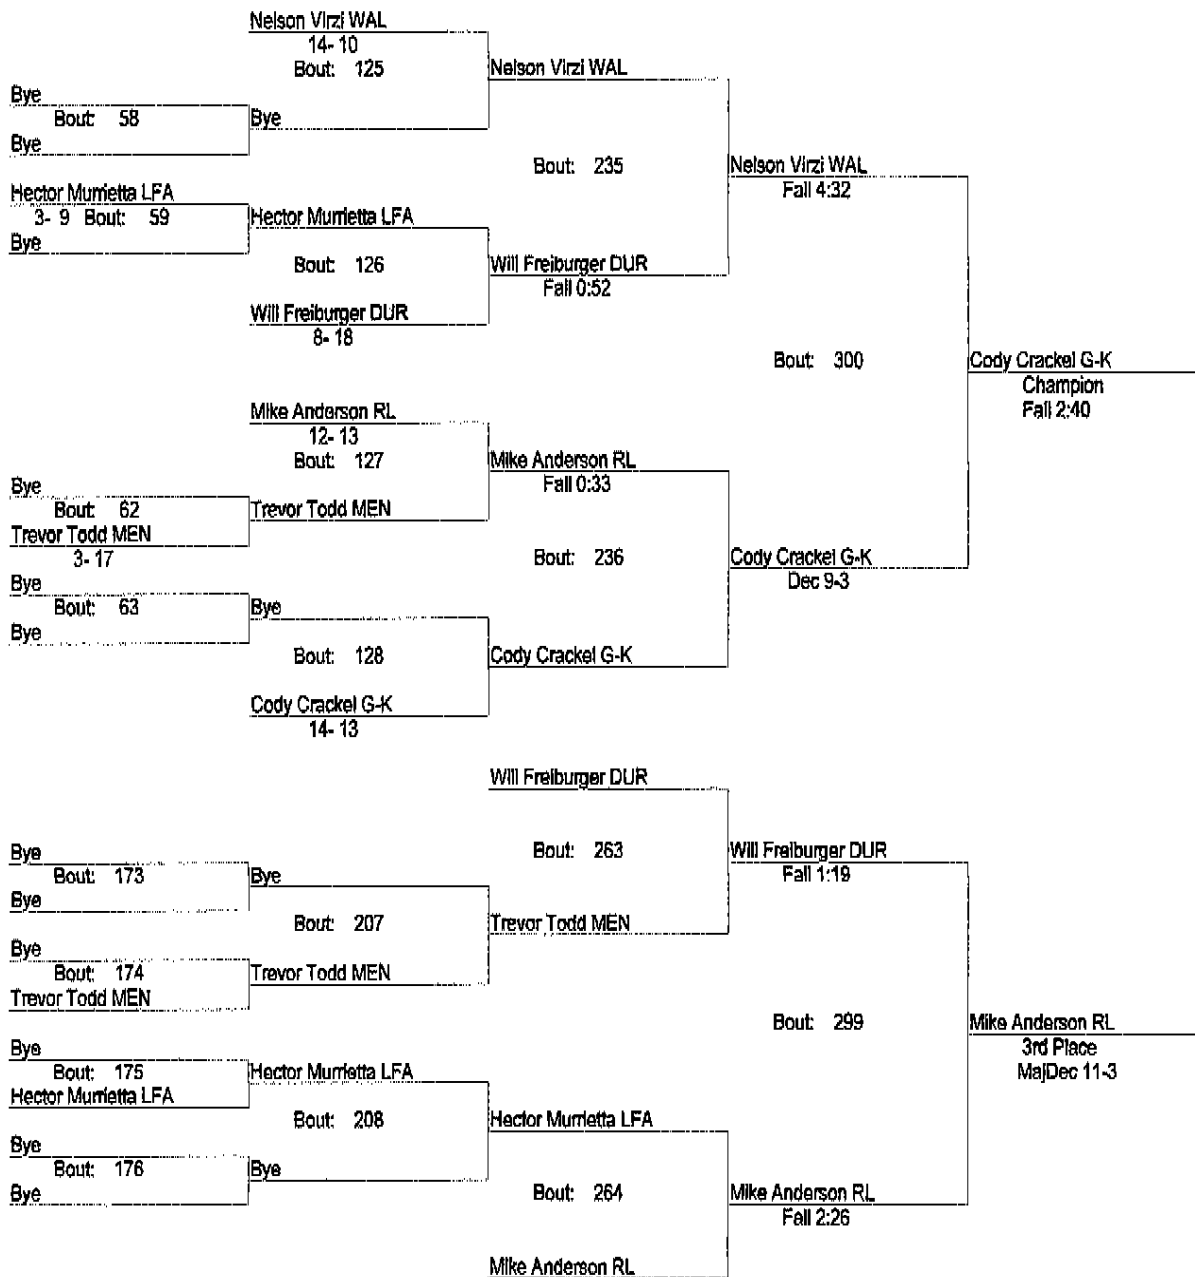 Nelson Virzi WAL
14- 10
Bout: 125
Nelson Virzi WAL
Bye
Bout: 58
Bye
Bye
Bout: 235
Nelson Virzi WAL
Fall 4:32
Hector Murrietta LFA
3- 9 Bout: 59
Hector Murrietta LFA
Bye
Bout: 126
Will Freiburger DUR
Fall 0:52
Will Freiburger DUR
8- 18
Bout: 300
Cody Crackel G-K
Champion
Fall 2:40
Mike Anderson RL
12- 13
Bout: 127
Mike Anderson RL
Fall 0:33
Bye
Bout: 62
Trevor Todd MEN
Trevor Todd MEN
3- 17
Bout: 236
Cody Crackel G-K
Dec 9-3
Bye
Bout: 63
Bye
Bye
Bout: 128
Cody Crackel G-K
Cody Crackel G-K
14- 13
Will Freiburger DUR
Bout: 263
Will Freiburger DUR
Fall 1:19
Bye
Bout: 173
Bye
Bye
Bout: 207
Trevor Todd MEN
Bye
Bout: 174
Trevor Todd MEN
Trevor Todd MEN
Bout: 299
Mike Anderson RL
3rd Place
MajDec 11-3
Bye
Bout: 175
Hector Murrietta LFA
Hector Murrietta LFA
Bout: 208
Hector Murrietta LFA
Bye
Bout: 176
Bye
Bye
Bout: 264
Mike Anderson RL
Fall 2:26
Mike Anderson RL